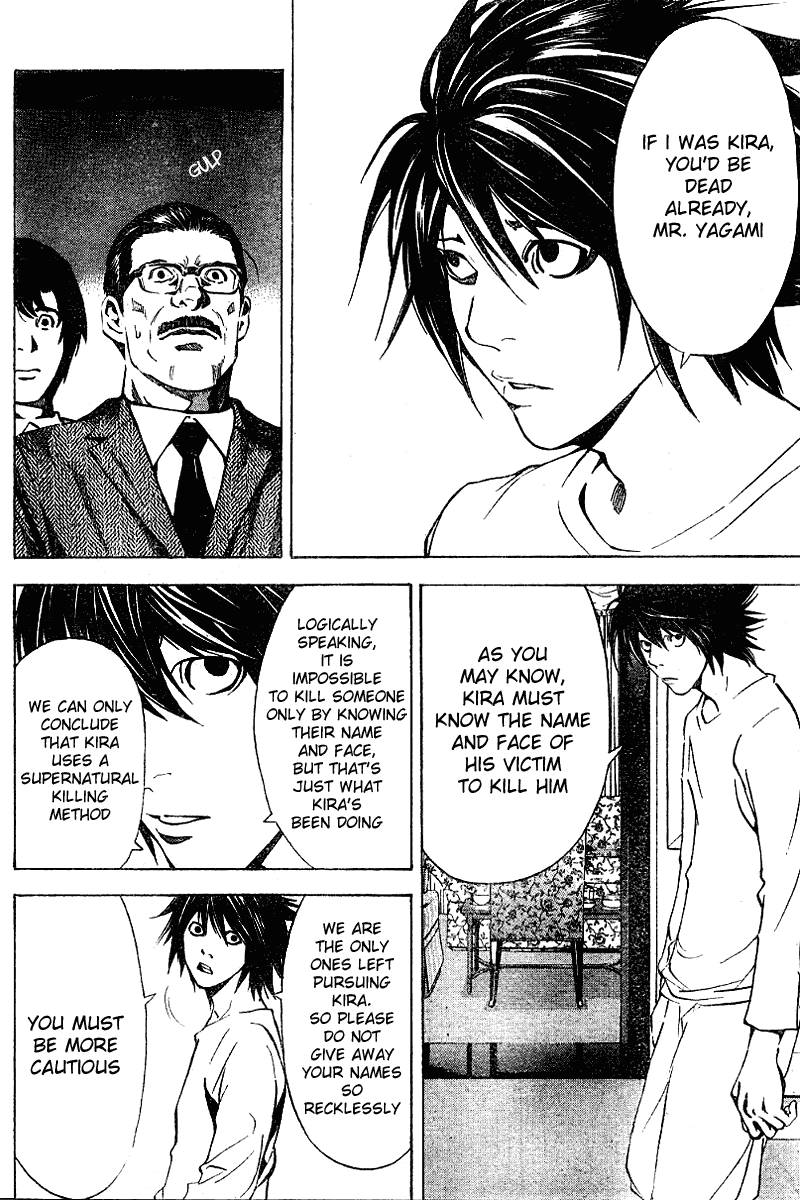 IF I WAS KIRA,
YOU'D BE
DEAD
ALREADY,
MR. YAGAMI
GULP
AS YOU
MAY KNOW,
KIRA MUST
KNOW THE NAME
AND FACE OF
HIS VICTIM
TO KILL HIM
LOGICALLY
SPEAKING,
IT IS
IMPOSSIBLE
TO KILL SOMEONE
ONLY BY KNOWING
THEIR NAME
AND FACE,
BUT THAT'S
JUST WHAT
KIRA'S
BEEN DOING
WE CAN ONLY
CONCLUDE
THAT KIRA
USES A
SUPERNATURAL
KILLING
METHOD
WE ARE
THE ONLY
ONES LEFT
PURSUING
KIRA.
SO PLEASE
DO NOT
GIVE AWAY
YOUR NAMES
SO
RECKLESSLY
YOU MUST
BE MORE
CAUTIOUS